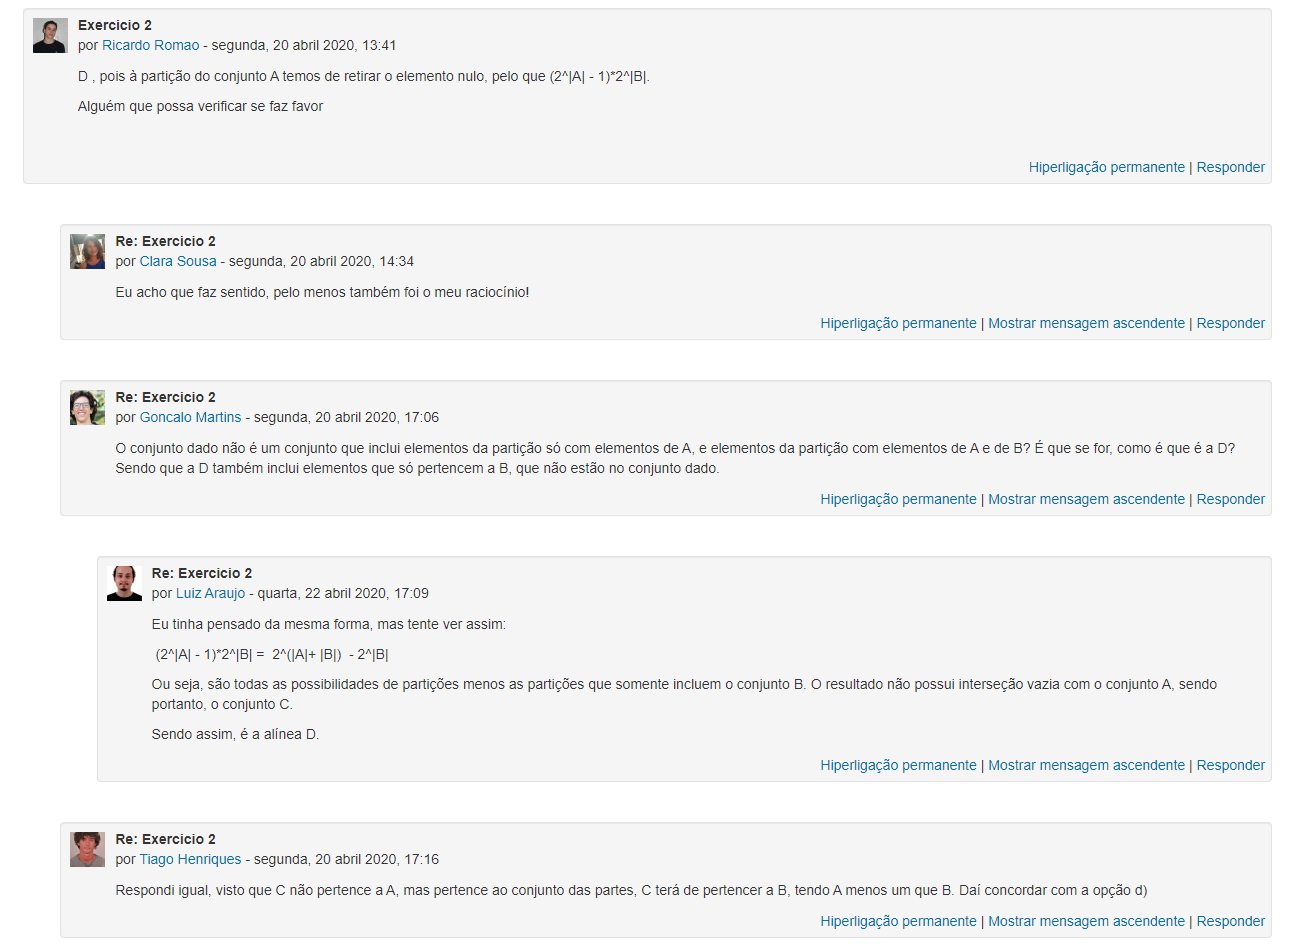 Exercicio 2
por Ricardo Romao - segunda, 20 abril 2020, 13:41
D , pois à partição do conjunto A temos de retirar o elemento nulo, pelo que (2^|A| - 1)*2^|B|.
Alguém que possa verificar se faz favor
Hiperligação permanente | Responder
Re: Exercicio 2
por Clara Sousa - segunda, 20 abril 2020, 14:34
Eu acho que faz sentido, pelo menos também foi o meu raciocínio!
Hiperligação permanente | Mostrar mensagem ascendente | Responder
Re: Exercicio 2
por Goncalo Martins - segunda, 20 abril 2020, 17:06
O conjunto dado não é um conjunto que inclui elementos da partição só com elementos de A, e elementos da partição com elementos de A e de B? É que se for, como é que é a D?
Sendo que a D também inclui elementos que só pertencem a B, que não estão no conjunto dado.
Hiperligação permanente | Mostrar mensagem ascendente | Responder
Re: Exercicio 2
por Luiz Araujo - quarta, 22 abril 2020, 17:09
Eu tinha pensado da mesma forma, mas tente ver assim:
(2^|A| - 1)*2^|B| =  2^(|A|+ |B|)  - 2^|B|
Ou seja, são todas as possibilidades de partições menos as partições que somente incluem o conjunto B. O resultado não possui interseção vazia com o conjunto A, sendo
portanto, o conjunto C.
Sendo assim, é a alínea D.
Hiperligação permanente | Mostrar mensagem ascendente | Responder
Re: Exercicio 2
por Tiago Henriques - segunda, 20 abril 2020, 17:16
Respondi igual, visto que C não pertence a A, mas pertence ao conjunto das partes, C terá de pertencer a B, tendo A menos um que B. Daí concordar com a opção d)
Hiperligação permanente | Mostrar mensagem ascendente | Responder